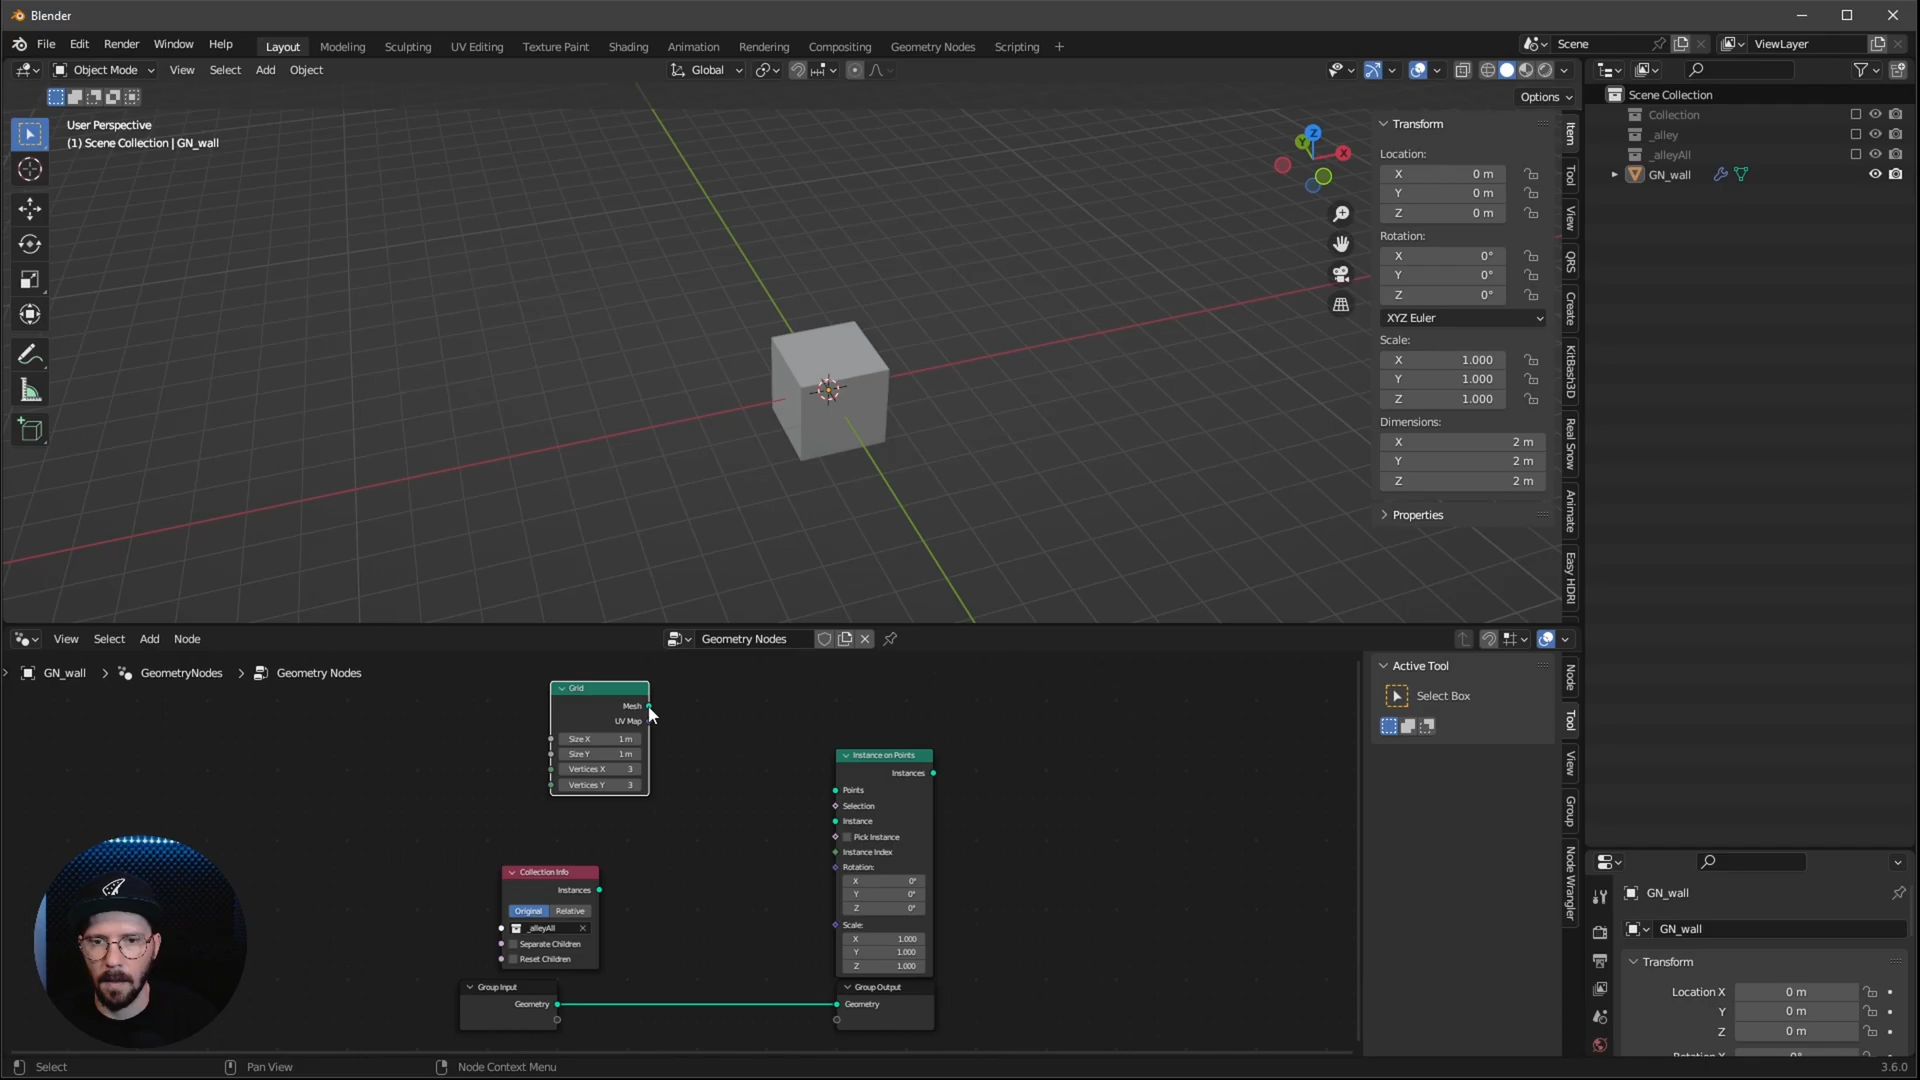 Blender
File Edit Render Window Help Layout Modeling Sculpting UV Editing Texture Paint Shading Animation Rendering Compositing Geometry Nodes Scripting + Scene ViewLayer
Object Mode View Select Add Object Global
Options
User Perspective
(1) Scene Collection | GN_wall
Z
Y
X
Transform
Location:
X 0 m
Y 0 m
Z 0 m
Rotation:
X 0°
Y 0°
Z 0°
XYZ Euler
Scale:
X 1.000
Y 1.000
Z 1.000
Dimensions:
X 2 m
Y 2 m
Z 2 m
Properties
Item
Tool
View
QRS
Create
KitBash3D
Real Snow
Animate
Easy HDRI
Scene Collection
Collection
_alley
_alleyAll
GN_wall
View Select Add Node Geometry Nodes
GN_wall > GeometryNodes > Geometry Nodes
Grid
Mesh
UV Map
Size X 1 m
Size Y 1 m
Vertices X 3
Vertices Y 3
Collection Info
Instances
Original Relative
_alleyAll
Separate Children
Reset Children
Group Input
Geometry
Instance on Points
Instances
Points
Selection
Instance
Pick Instance
Instance Index
Rotation:
X 0°
Y 0°
Z 0°
Scale:
X 1.000
Y 1.000
Z 1.000
Group Output
Geometry
Active Tool
Select Box
Node
Tool
View
Group
Node Wrangler
GN_wall
GN_wall
Transform
Location X 0 m
Y 0 m
Z 0 m
Select Pan View Node Context Menu 3.6.0